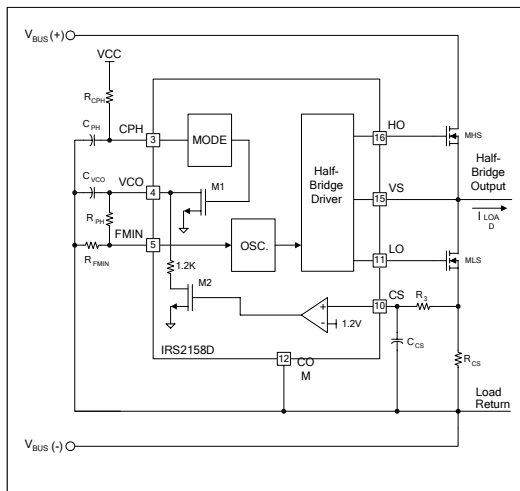 VBUS (+)
VCC
RCPH
CPH
CPH
3
MODE
HO
16
MHS
CVCO
VCO
4
M1
Half-
Bridge
Driver
VS
15
Half-
Bridge
Output
RPH
FMIN
5
OSC.
I LOA
D
LO
11
MLS
RFMIN
1.2K
M2
+
-
1.2V
CS
10
R3
CCS
RCS
IRS2158D
12
CO
M
Load
Return
VBUS (-)